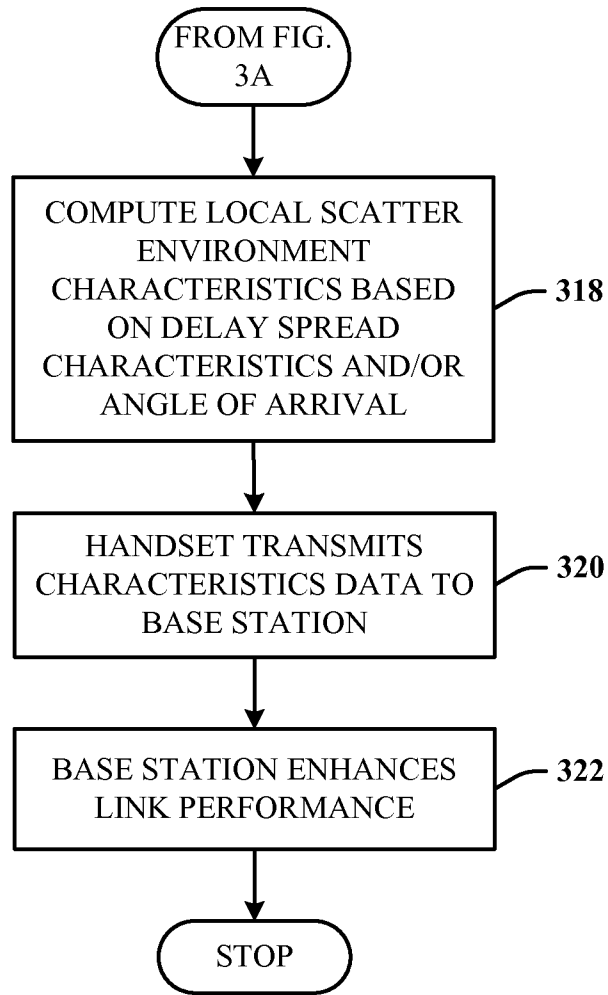 FROM FIG.
3A
COMPUTE LOCAL SCATTER
ENVIRONMENT
CHARACTERISTICS BASED
ON DELAY SPREAD
CHARACTERISTICS AND/OR
ANGLE OF ARRIVAL
318
HANDSET TRANSMITS
CHARACTERISTICS DATA TO
BASE STATION
320
BASE STATION ENHANCES
LINK PERFORMANCE
322
STOP